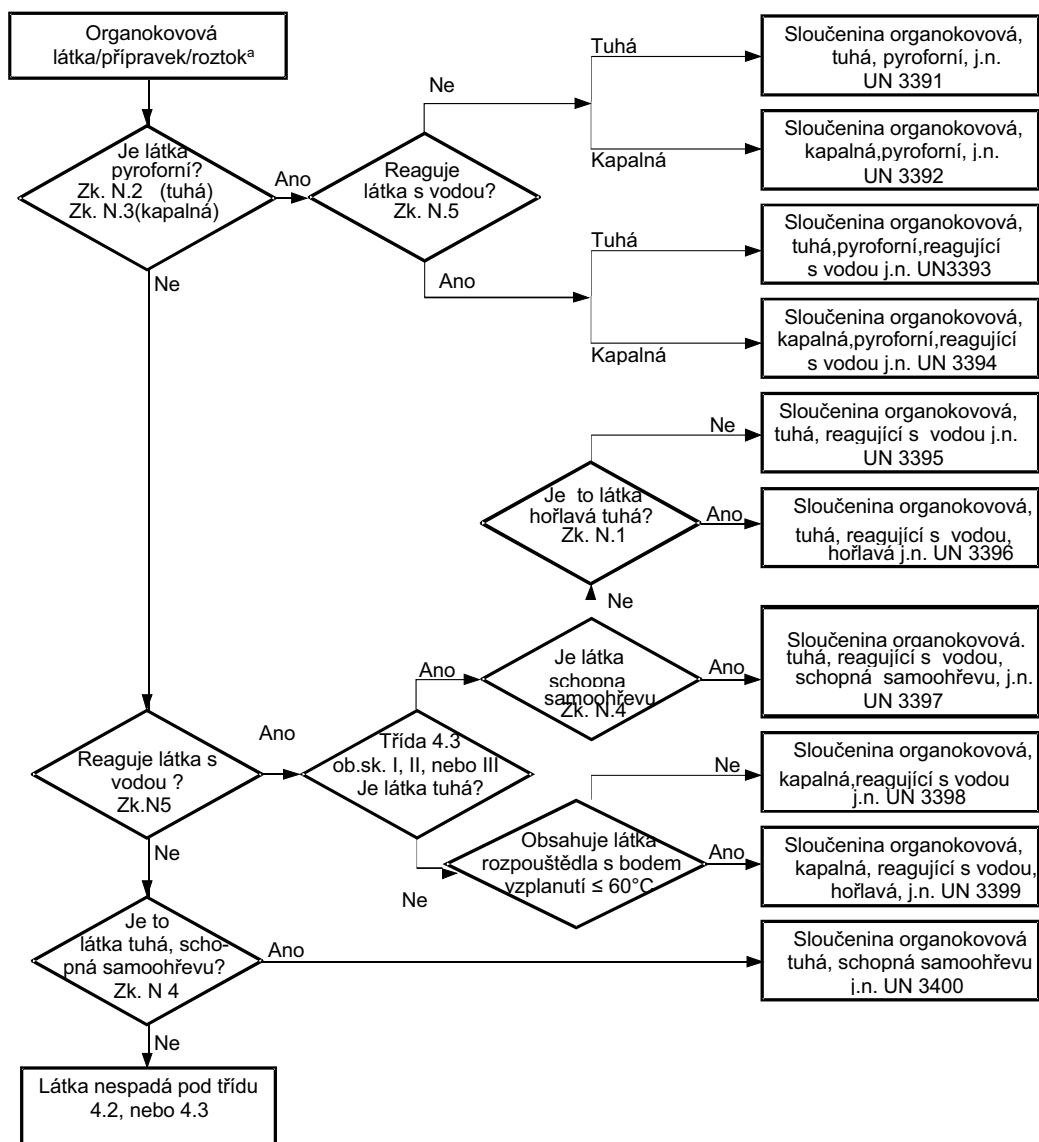 Organokovová
látka/přípravek/roztokᵃ
Tuhá
Sloučenina organokovová,
tuhá, pyroforní, j.n.
UN 3391
Ne
Je látka
pyroforní?
Zk. N.2 (tuhá)
Zk. N.3(kapalná)
Ano
Reaguje
látka s vodou?
Zk. N.5
Kapalná
Sloučenina organokovová,
kapalná,pyroforní, j.n.
UN 3392
Ne
Ano
Tuhá
Sloučenina organokovová,
tuhá,pyroforní,reagující
s vodou j.n. UN3393
Kapalná
Sloučenina organokovová,
kapalná,pyroforní,reagující
s vodou j.n. UN 3394
Ne
Sloučenina organokovová,
tuhá, reagující s vodou j.n.
UN 3395
Je to látka
hořlavá tuhá?
Zk. N.1
Ano
Sloučenina organokovová,
tuhá, reagující s vodou,
hořlavá j.n. UN 3396
Ne
Ano
Je látka
schopna
samoohřevu
Zk. N.4
Ano
Sloučenina organokovová.
tuhá, reagující s vodou,
schopná samoohřevu, j.n.
UN 3397
Reaguje látka s
vodou ?
Zk.N5
Ano
Třída 4.3
ob.sk. I, II, nebo III
Je látka tuhá?
Ne
Sloučenina organokovová,
kapalná,reagující s vodou
j.n. UN 3398
Ne
Ne
Obsahuje látka
rozpouštědla s bodem
vzplanutí ≤ 60°C
Ano
Sloučenina organokovová,
kapalná, reagující s vodou,
hořlavá, j.n. UN 3399
Je to
látka tuhá, scho-
pná samoohřevu?
Zk. N 4
Ano
Sloučenina organokovová
tuhá, schopná samoohřevu
j.n. UN 3400
Ne
Látka nespadá pod třídu
4.2, nebo 4.3